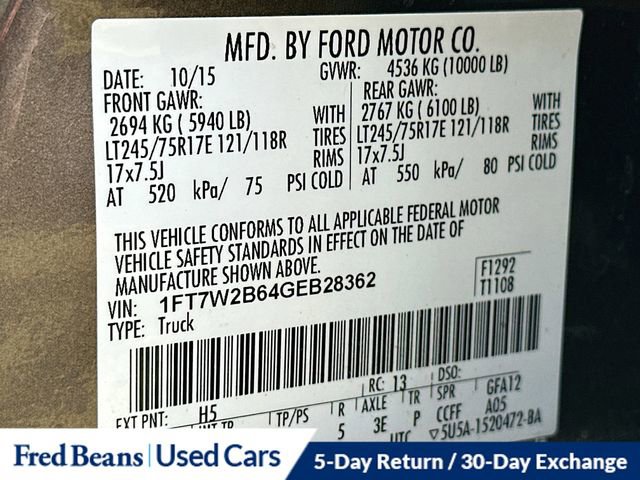 MFD. BY FORD MOTOR CO.
DATE: 10/15 GVWR: 4536 KG (10000 LB)
FRONT GAWR: REAR GAWR:
2694 KG ( 5940 LB) WITH 2767 KG ( 6100 LB) WITH
LT245/75R17E 121/118R TIRES LT245/75R17E 121/118R TIRES
17x7.5J RIMS 17x7.5J RIMS
AT 520 kPa/ 75 PSI COLD AT 550 kPa/ 80 PSI COLD
THIS VEHICLE CONFORMS TO ALL APPLICABLE FEDERAL MOTOR
VEHICLE SAFETY STANDARDS IN EFFECT ON THE DATE OF
MANUFACTURE SHOWN ABOVE.
VIN: 1FT7W2B64GEB28362 F1292
TYPE: Truck T1108
RC: 13 DSO:
EXT PNT: H5 TP/PS R AXLE TR SPR GFA12
5 3E P CCFF A05
UTC ▽5U5A-1520472-BA
Fred Beans Used Cars 5-Day Return / 30-Day Exchange